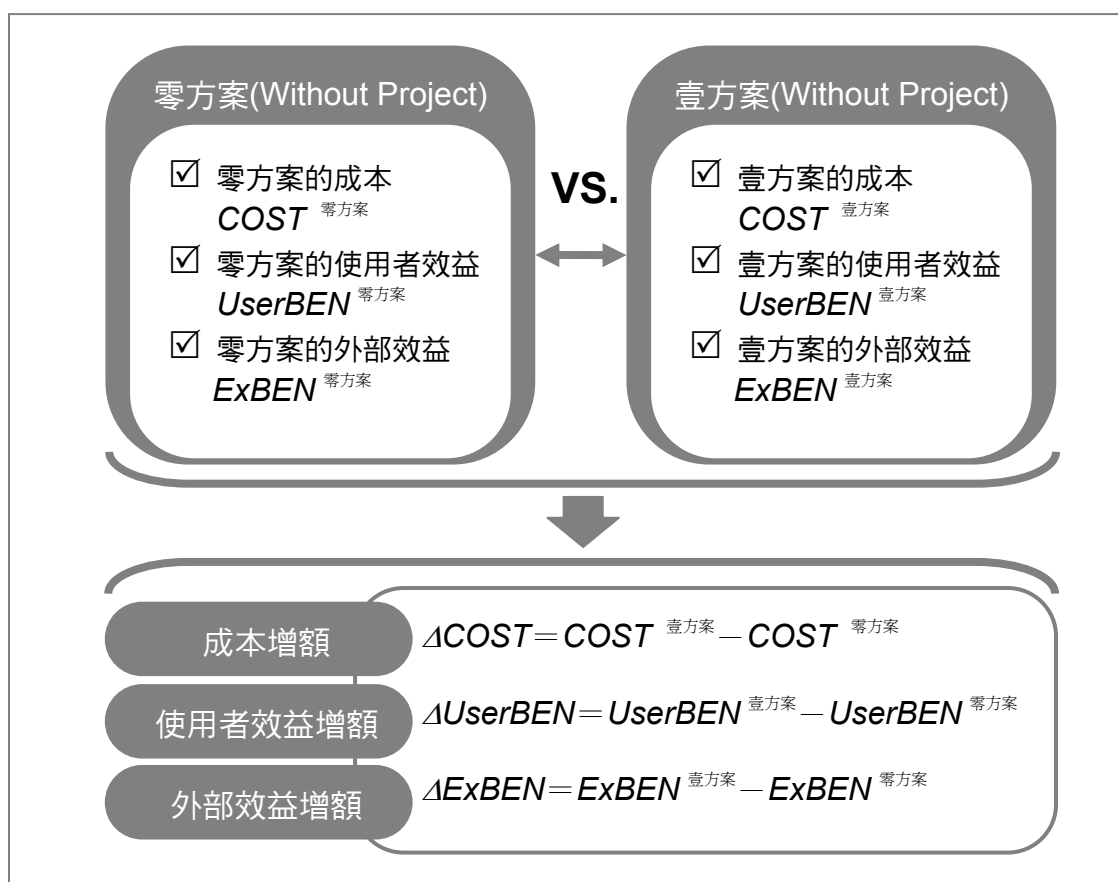 零方案(Without Project)
☑ 零方案的成本
COST 零方案
☑ 零方案的使用者效益
UserBEN 零方案
☑ 零方案的外部效益
ExBEN 零方案
VS.
壹方案(Without Project)
☑ 壹方案的成本
COST 壹方案
☑ 壹方案的使用者效益
UserBEN 壹方案
☑ 壹方案的外部效益
ExBEN 壹方案
成本增額
ΔCOST=COST 壹方案－COST 零方案
使用者效益增額
ΔUserBEN=UserBEN 壹方案－UserBEN 零方案
外部效益增額
ΔExBEN=ExBEN 壹方案－ExBEN 零方案